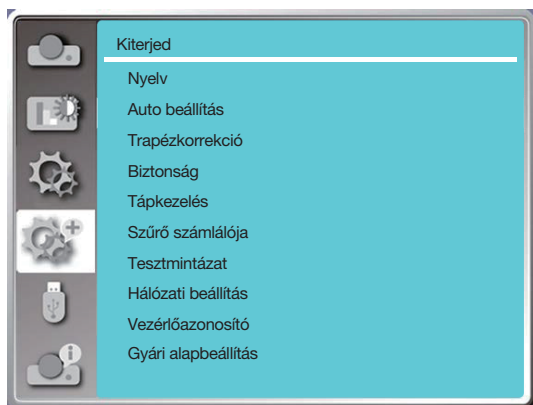 Kiterjed
Nyelv
Auto beállítás
Trapézkorrekció
Biztonság
Tápkezelés
Szűrő számlálója
Tesztmintázat
Hálózati beállítás
Vezérlőazonosító
Gyári alapbeállítás